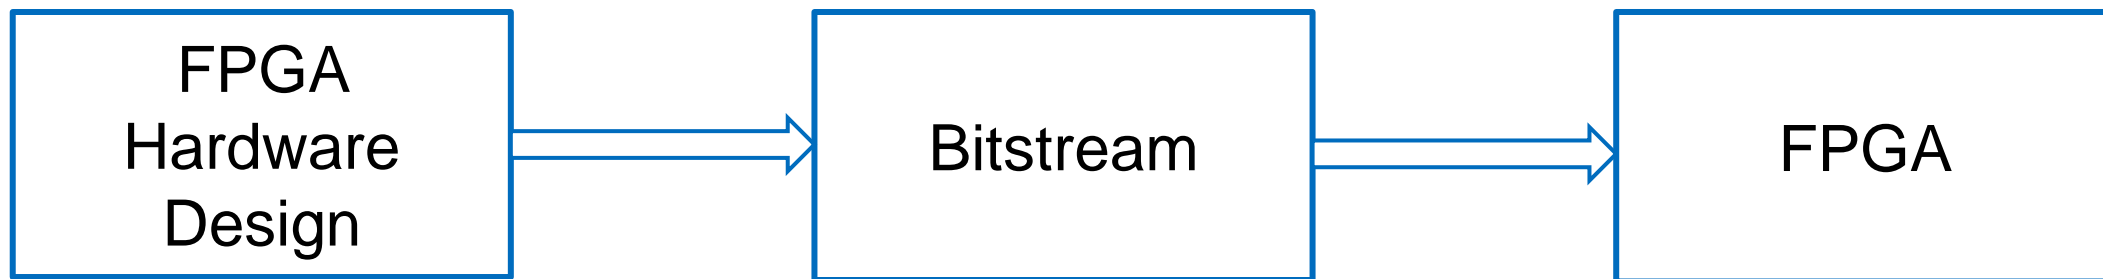 FPGA
Hardware
Design
Bitstream
FPGA